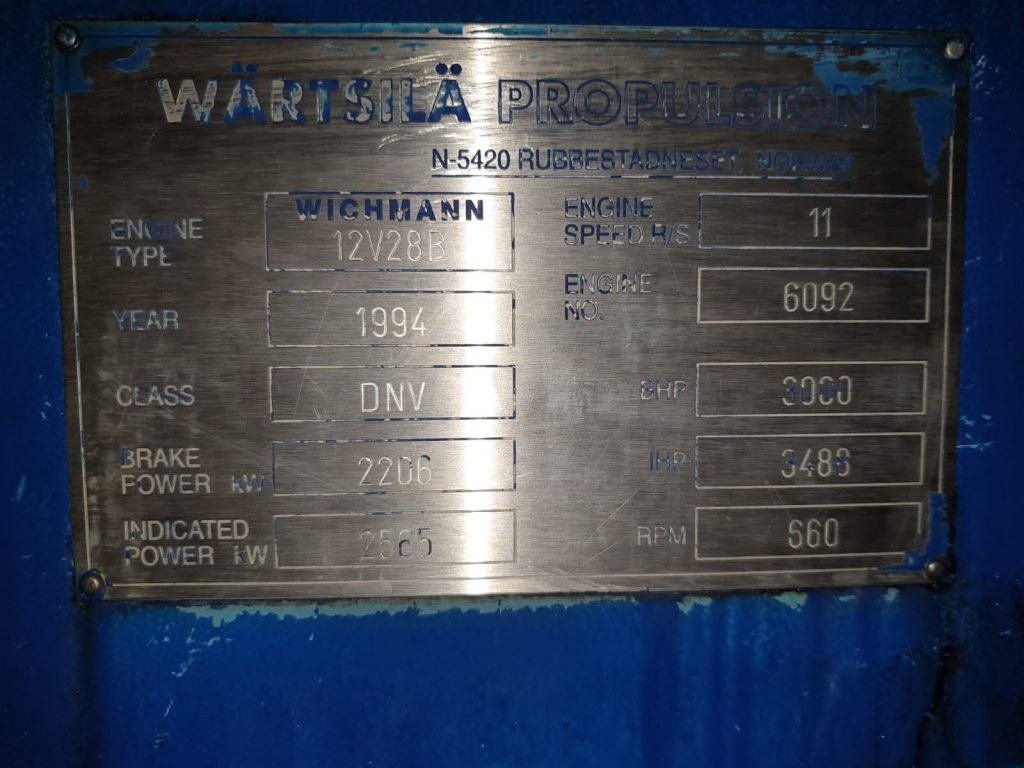 WÄRTSILÄ PROPULSION
N-5420 RUBBESTADNESET, NORWAY
ENGINE TYPE
WICHMANN
12V28B
ENGINE SPEED R/S
11
YEAR
1994
ENGINE NO.
6092
CLASS
DNV
BHP
3000
BRAKE POWER kW
2206
IHP
3488
INDICATED POWER kW
2565
RPM
660